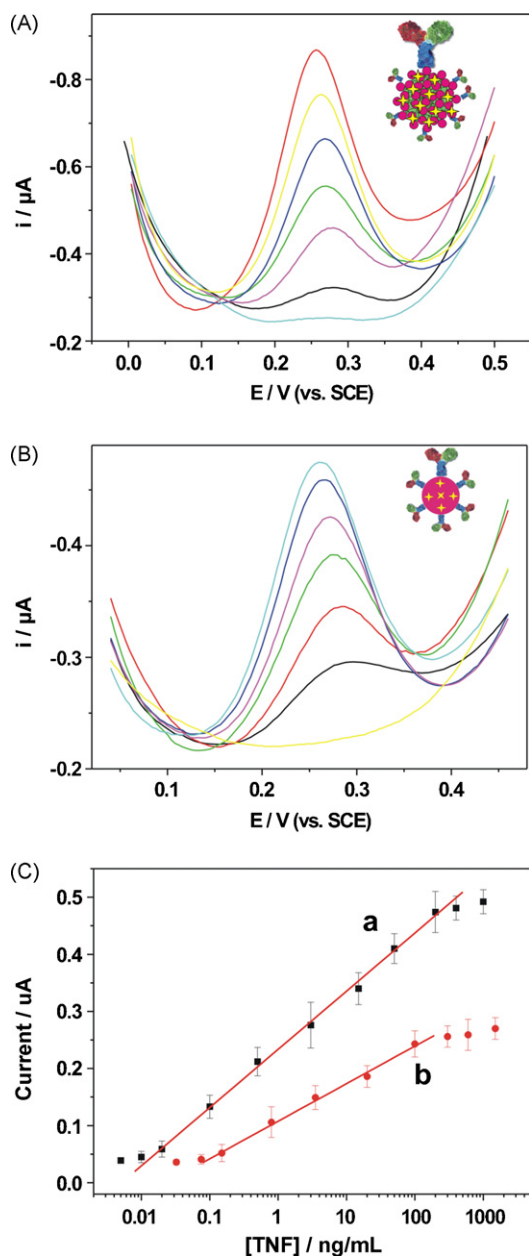 (A)
-0.8
-0.6
-0.4
-0.2
i / μA
0.0 0.1 0.2 0.3 0.4 0.5
E / V (vs. SCE)
(B)
-0.4
-0.3
-0.2
i / μA
0.1 0.2 0.3 0.4
E / V (vs. SCE)
(C)
0.5
0.4
0.3
0.2
0.1
0.0
Current / uA
a
b
0.01 0.1 1 10 100 1000
[TNF] / ng/mL